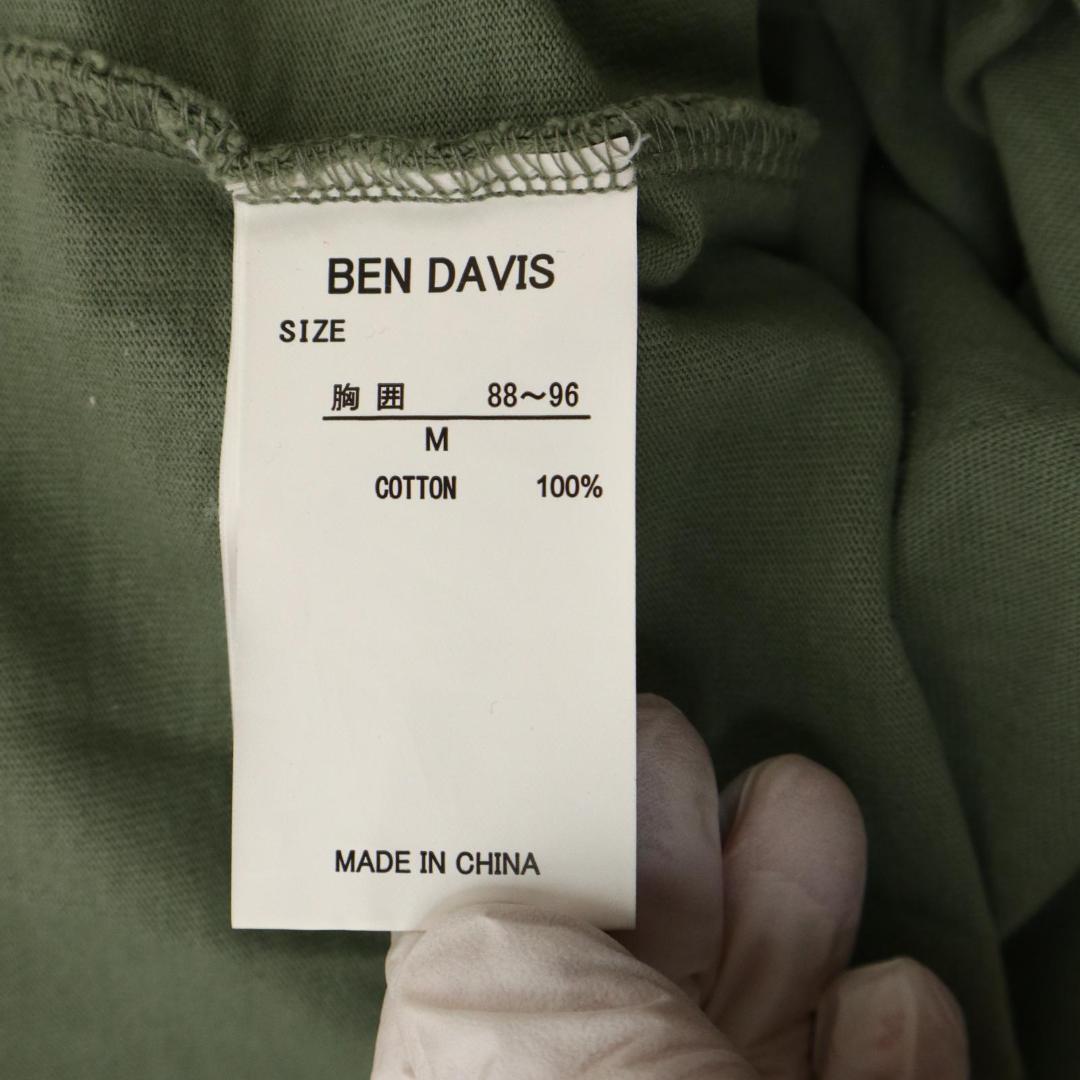 BEN DAVIS
SIZE
胸囲 88〜96
M
COTTON 100%
MADE IN CHINA